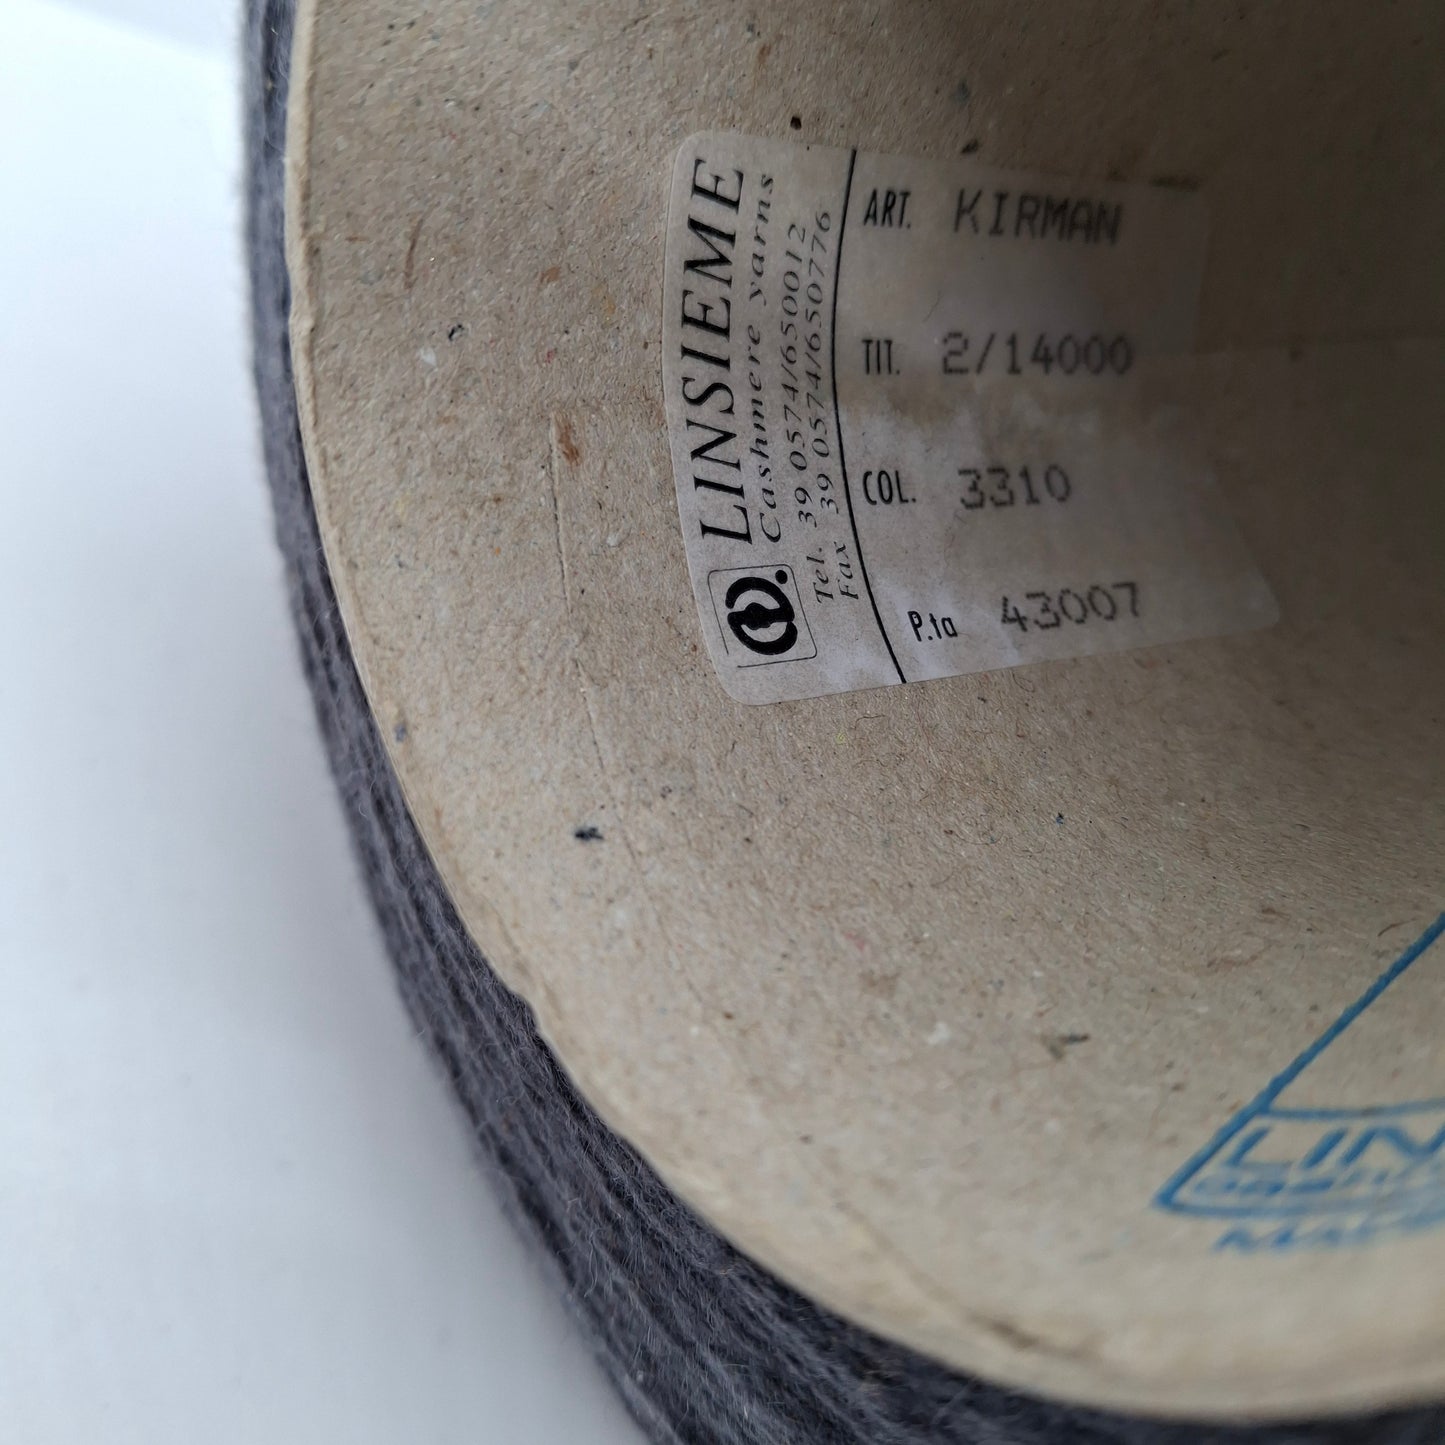 LINSIEME
Cashmere yarns
Tel. 39 0574/650012
Fax 39 0574/650776
ART. KIRMAN
TIT. 2/14000
COL. 3310
P.ta 43007
LIN